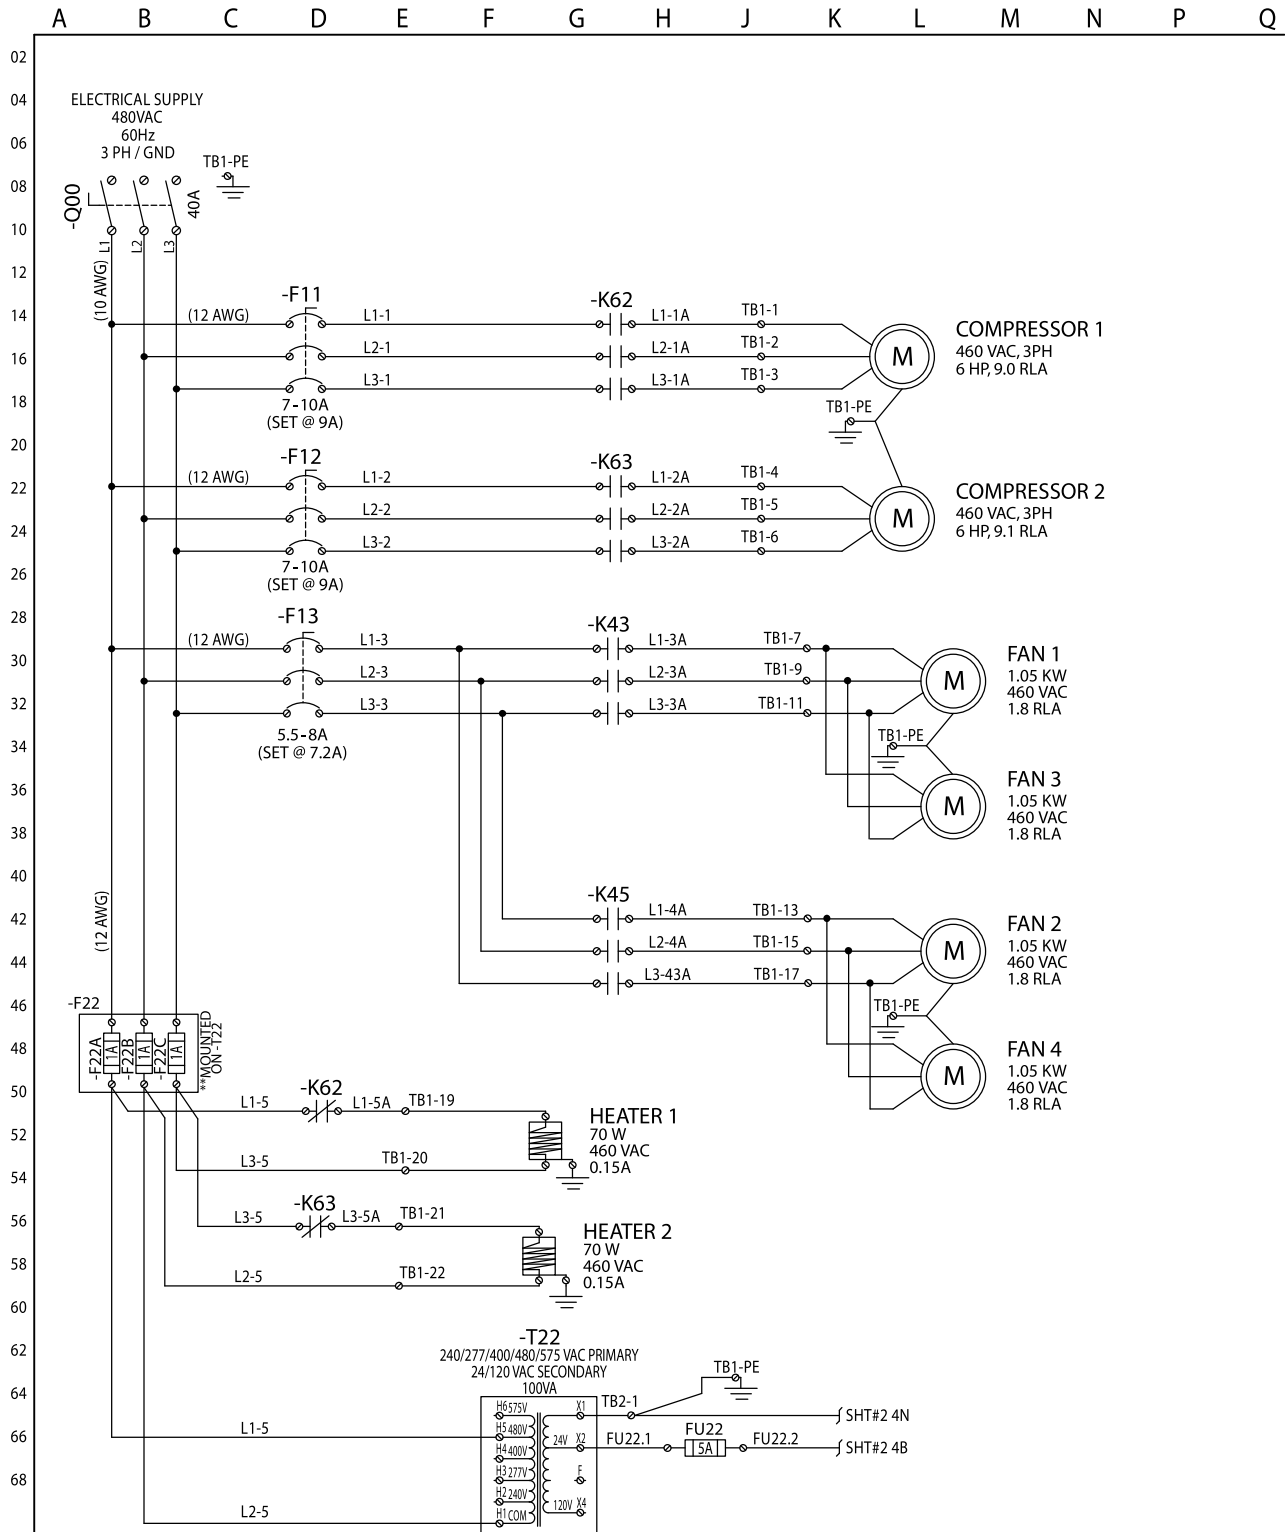 A B C D E F G H J K L M N P Q
02
04
06
08
10
12
14
16
18
20
22
24
26
28
30
32
34
36
38
40
42
44
46
48
50
52
54
56
58
60
62
64
66
68
ELECTRICAL SUPPLY
480VAC
60Hz
3 PH / GND
TB1-PE
-Q00
40A
L1
L2
L3
(10 AWG)
(12 AWG)
-F11
L1-1
L2-1
L3-1
7-10A
(SET @ 9A)
-K62
L1-1A
L2-1A
L3-1A
TB1-1
TB1-2
TB1-3
M
COMPRESSOR 1
460 VAC, 3PH
6 HP, 9.0 RLA
TB1-PE
(12 AWG)
-F12
L1-2
L2-2
L3-2
7-10A
(SET @ 9A)
-K63
L1-2A
L2-2A
L3-2A
TB1-4
TB1-5
TB1-6
M
COMPRESSOR 2
460 VAC, 3PH
6 HP, 9.1 RLA
(12 AWG)
-F13
L1-3
L2-3
L3-3
5.5-8A
(SET @ 7.2A)
-K43
L1-3A
L2-3A
L3-3A
TB1-7
TB1-9
TB1-11
M
FAN 1
1.05 KW
460 VAC
1.8 RLA
TB1-PE
M
FAN 3
1.05 KW
460 VAC
1.8 RLA
-K45
L1-4A
L2-4A
L3-43A
TB1-13
TB1-15
TB1-17
M
FAN 2
1.05 KW
460 VAC
1.8 RLA
TB1-PE
M
FAN 4
1.05 KW
460 VAC
1.8 RLA
(12 AWG)
-F22
-F22A
1A
-F22B
1A
-F22C
1A
**MOUNTED
ON -T22
L1-5
-K62
L1-5A
TB1-19
L3-5
TB1-20
HEATER 1
70 W
460 VAC
0.15A
L3-5
-K63
L3-5A
TB1-21
L2-5
TB1-22
HEATER 2
70 W
460 VAC
0.15A
-T22
240/277/400/480/575 VAC PRIMARY
24/120 VAC SECONDARY
100VA
H6 575V
H5 480V
H4 400V
H3 277V
H2 240V
H1 COM
X1
24V X2
F
120V X4
L1-5
L2-5
TB2-1
TB1-PE
SHT#2 4N
FU22.1
FU22
5A
FU22.2
SHT#2 4B